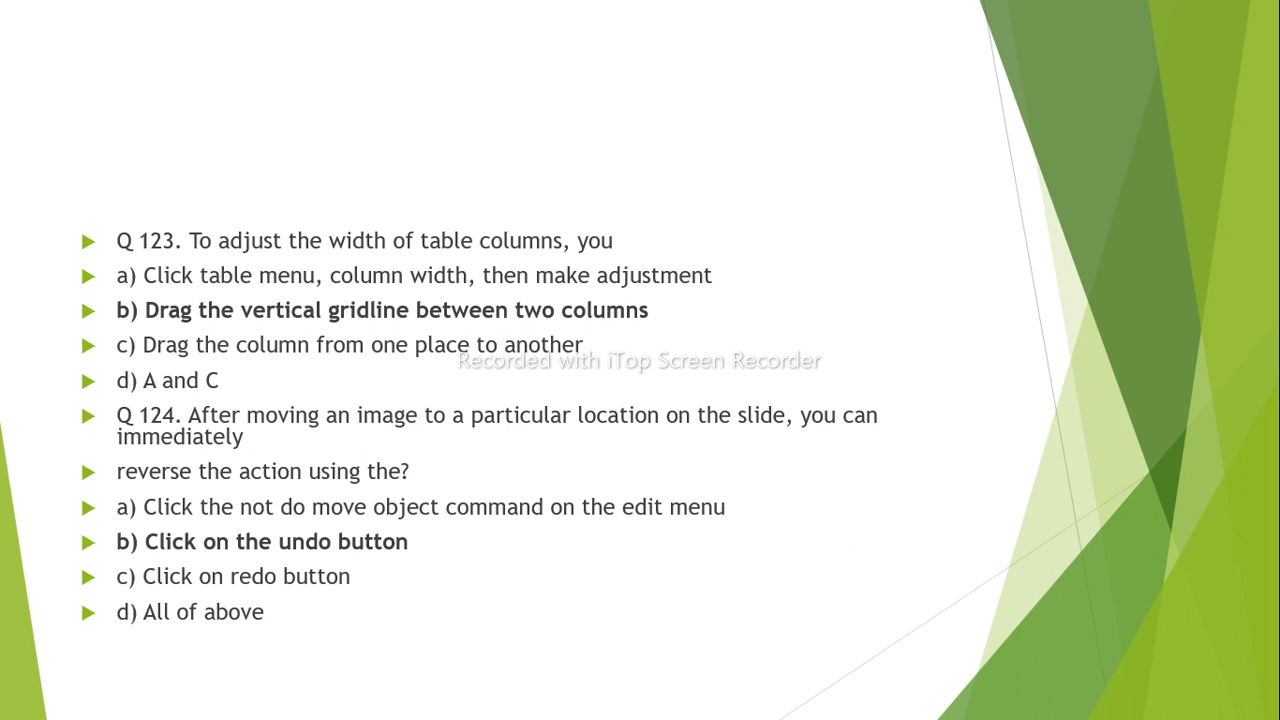 Q 123. To adjust the width of table columns, you
a) Click table menu, column width, then make adjustment
b) Drag the vertical gridline between two columns
c) Drag the column from one place to another
Recorded with iTop Screen Recorder
d) A and C
Q 124. After moving an image to a particular location on the slide, you can
immediately
reverse the action using the?
a) Click the not do move object command on the edit menu
b) Click on the undo button
c) Click on redo button
d) All of above